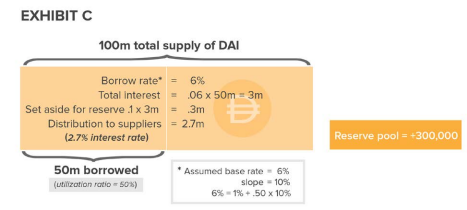 EXHIBIT C
100m total supply of DAI
Borrow rate* = 6%
Total interest = .06 x 50m = 3m
Set aside for reserve .1 x 3m = .3m
Distribution to suppliers = 2.7m
(2.7% interest rate)
Reserve pool = +300,000
50m borrowed
(utilization ratio = 50%)
* Assumed base rate = 6%
slope = 10%
6% = 1% + .50 x 10%